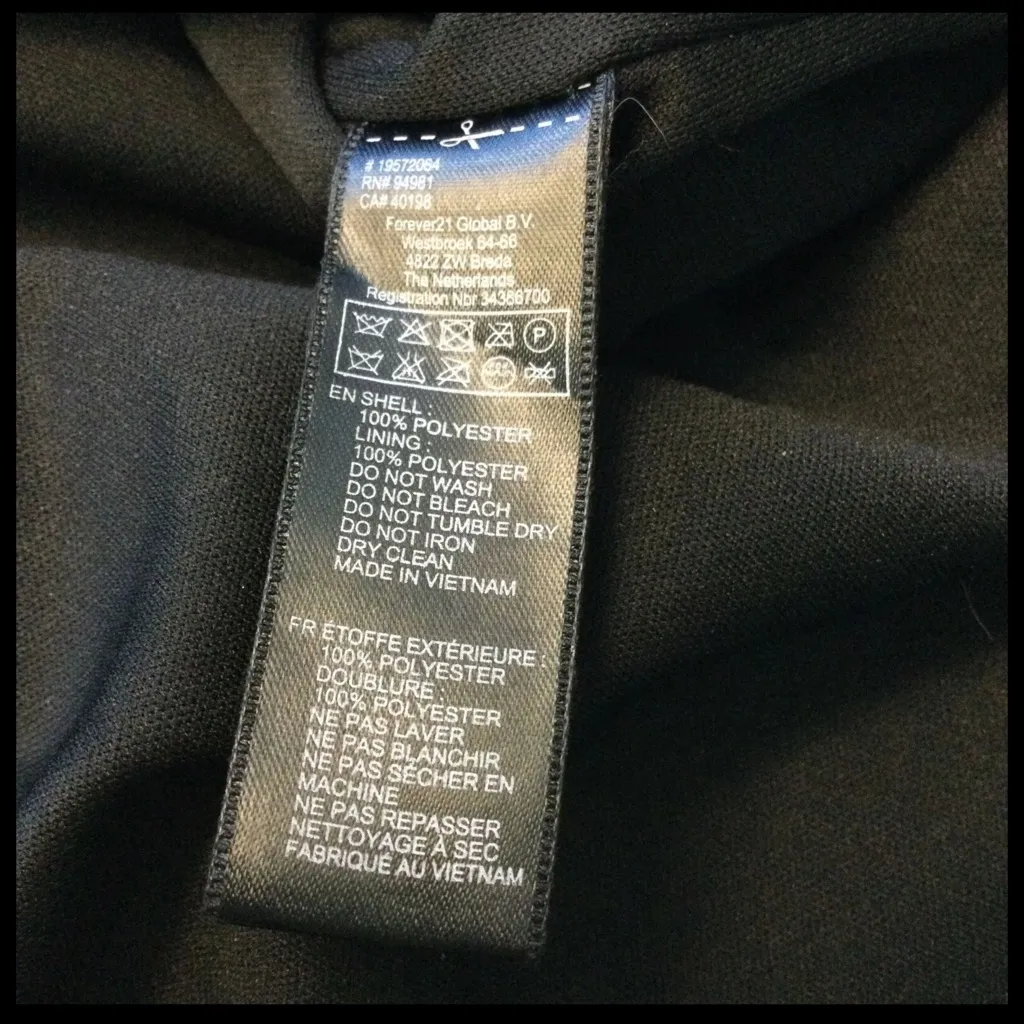 # 19572064
RN# 94981
CA# 40198
Forever21 Global B.V.
Westbroek 64-66
4822 ZW Breda
The Netherlands
Registration Nbr 34386700
P
EN SHELL :
100% POLYESTER
LINING :
100% POLYESTER
DO NOT WASH
DO NOT BLEACH
DO NOT TUMBLE DRY
DO NOT IRON
DRY CLEAN
MADE IN VIETNAM
FR ÉTOFFE EXTÉRIEURE :
100% POLYESTER
DOUBLURE :
100% POLYESTER
NE PAS LAVER
NE PAS BLANCHIR
NE PAS SÉCHER EN
MACHINE
NE PAS REPASSER
NETTOYAGE À SEC
FABRIQUÉ AU VIETNAM